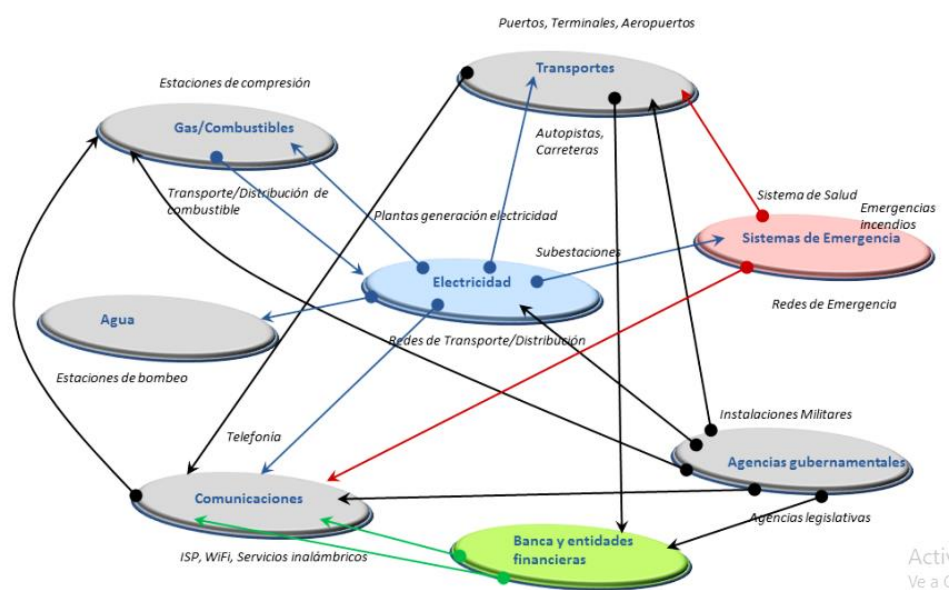 Puertos, Terminales, Aeropuertos
Transportes
Estaciones de compresión
Gas/Combustibles
Autopistas,
Carreteras
Transporte/Distribución de
combustible
Plantas generación electricidad
Sistema de Salud
Emergencias
incendios
Sistemas de Emergencia
Subestaciones
Electricidad
Redes de Emergencia
Agua
Redes de Transporte/Distribución
Estaciones de bombeo
Instalaciones Militares
Telefonía
Agencias gubernamentales
Comunicaciones
Agencias legislativas
Banca y entidades
financieras
ISP, WiFi, Servicios inalámbricos
Activ
Ve a C